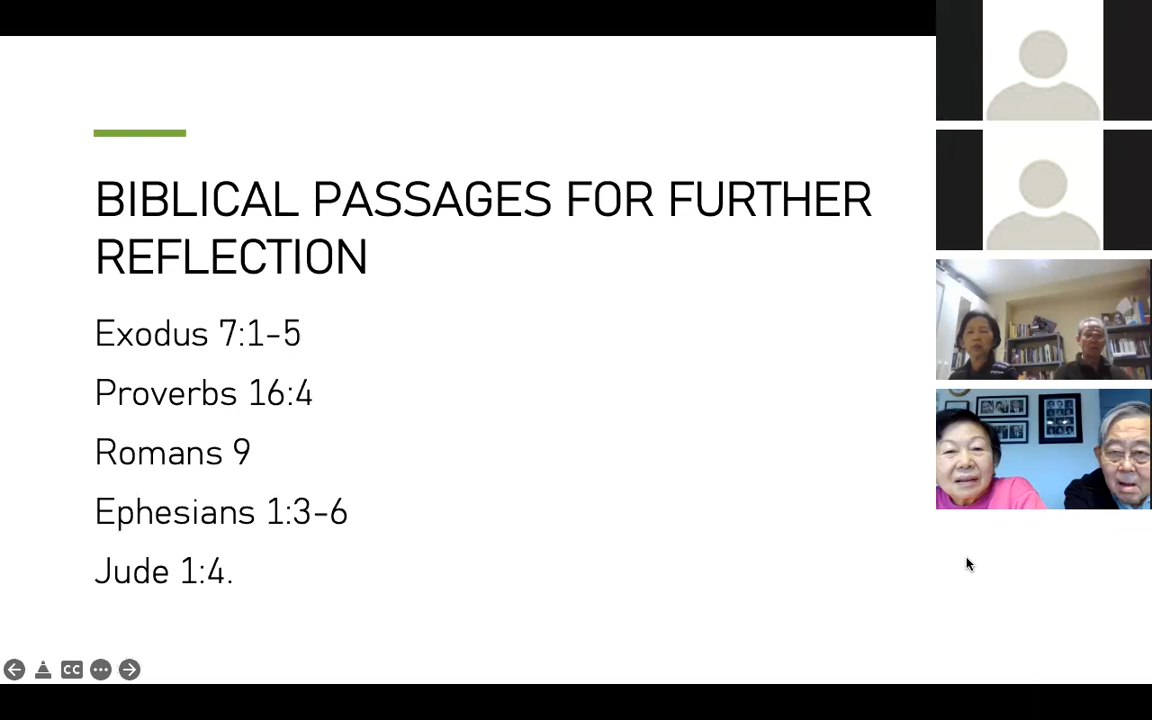 BIBLICAL PASSAGES FOR FURTHER
REFLECTION
Exodus 7:1-5
Proverbs 16:4
Romans 9
Ephesians 1:3-6
Jude 1:4.
CC